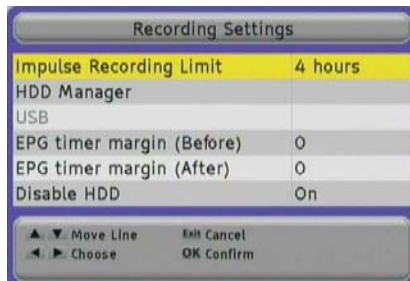 Recording Settings
Impulse Recording Limit 4 hours
HDD Manager
USB
EPG timer margin (Before) 0
EPG timer margin (After) 0
Disable HDD On
▲ ▼ Move Line Exit Cancel
◄ ► Choose OK Confirm